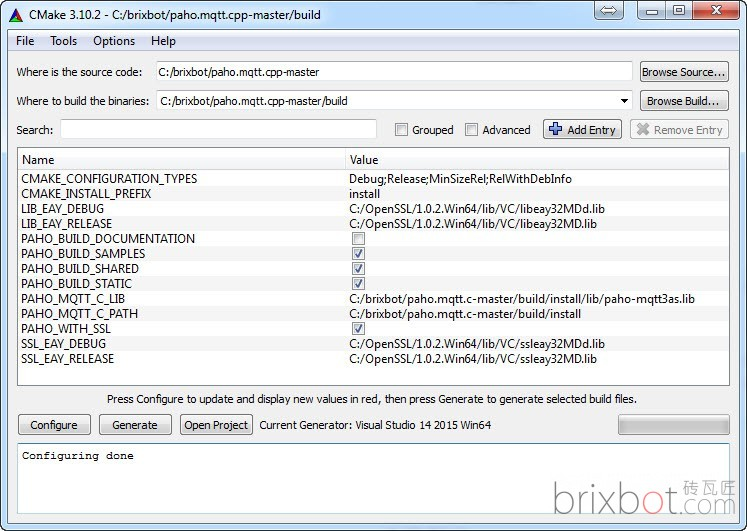 CMake 3.10.2 - C:/brixbot/paho.mqtt.cpp-master/build
File Tools Options Help
Where is the source code: C:/brixbot/paho.mqtt.cpp-master Browse Source...
Where to build the binaries: C:/brixbot/paho.mqtt.cpp-master/build Browse Build...
Search: Grouped Advanced Add Entry Remove Entry
Name Value
CMAKE_CONFIGURATION_TYPES Debug;Release;MinSizeRel;RelWithDebInfo
CMAKE_INSTALL_PREFIX install
LIB_EAY_DEBUG C:/OpenSSL/1.0.2.Win64/lib/VC/libeay32MDd.lib
LIB_EAY_RELEASE C:/OpenSSL/1.0.2.Win64/lib/VC/libeay32MD.lib
PAHO_BUILD_DOCUMENTATION
PAHO_BUILD_SAMPLES
PAHO_BUILD_SHARED
PAHO_BUILD_STATIC
PAHO_MQTT_C_LIB C:/brixbot/paho.mqtt.c-master/build/install/lib/paho-mqtt3as.lib
PAHO_MQTT_C_PATH C:/brixbot/paho.mqtt.c-master/build/install
PAHO_WITH_SSL
SSL_EAY_DEBUG C:/OpenSSL/1.0.2.Win64/lib/VC/ssleay32MDd.lib
SSL_EAY_RELEASE C:/OpenSSL/1.0.2.Win64/lib/VC/ssleay32MD.lib
Press Configure to update and display new values in red, then press Generate to generate selected build files.
Configure Generate Open Project Current Generator: Visual Studio 14 2015 Win64
Configuring done
brixbot.com 砖瓦匠